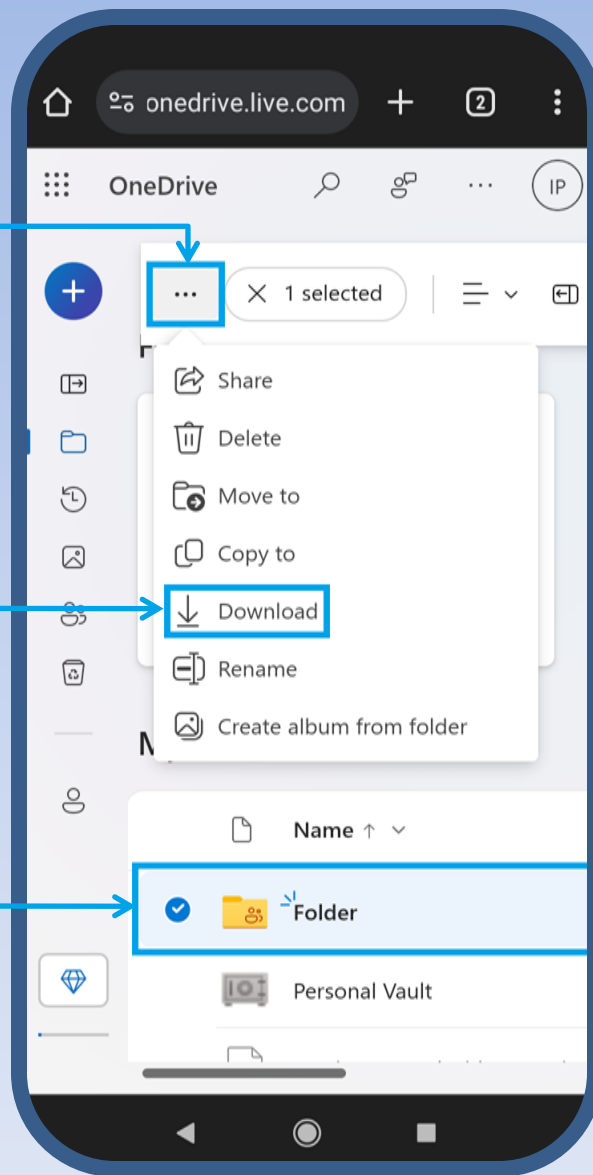 onedrive.live.com
2
OneDrive
IP
1 selected
Share
Delete
Move to
Copy to
Download
Rename
Create album from folder
Name
Folder
Personal Vault